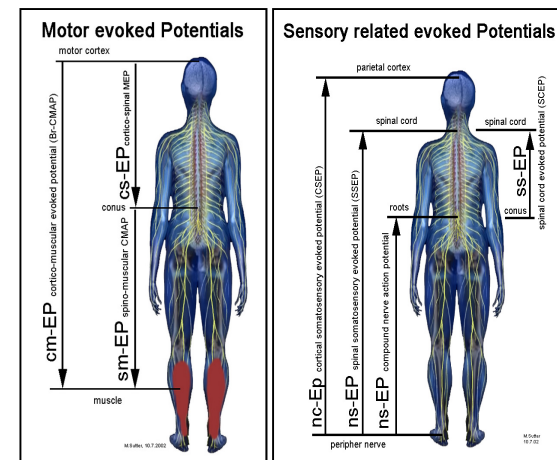 Motor evoked Potentials
motor cortex
cm-EP cortico-muscular evoked potential (Br-CMAP)
cs-EP cortico-spinal MEP
conus
sm-EP spino-muscular CMAP
muscle
M.Sutter, 10.7.2002
Sensory related evoked Potentials
parietal cortex
spinal cord
spinal cord
nc-Ep cortical somatosensory evoked potential (CSEP)
ns-EP spinal somatosensory evoked potential (SSEP)
roots
ns-EP compound nerve action potential
ss-EP spinal cord evoked potential (SCEP)
conus
peripher nerve
M.Sutter
10.7.02